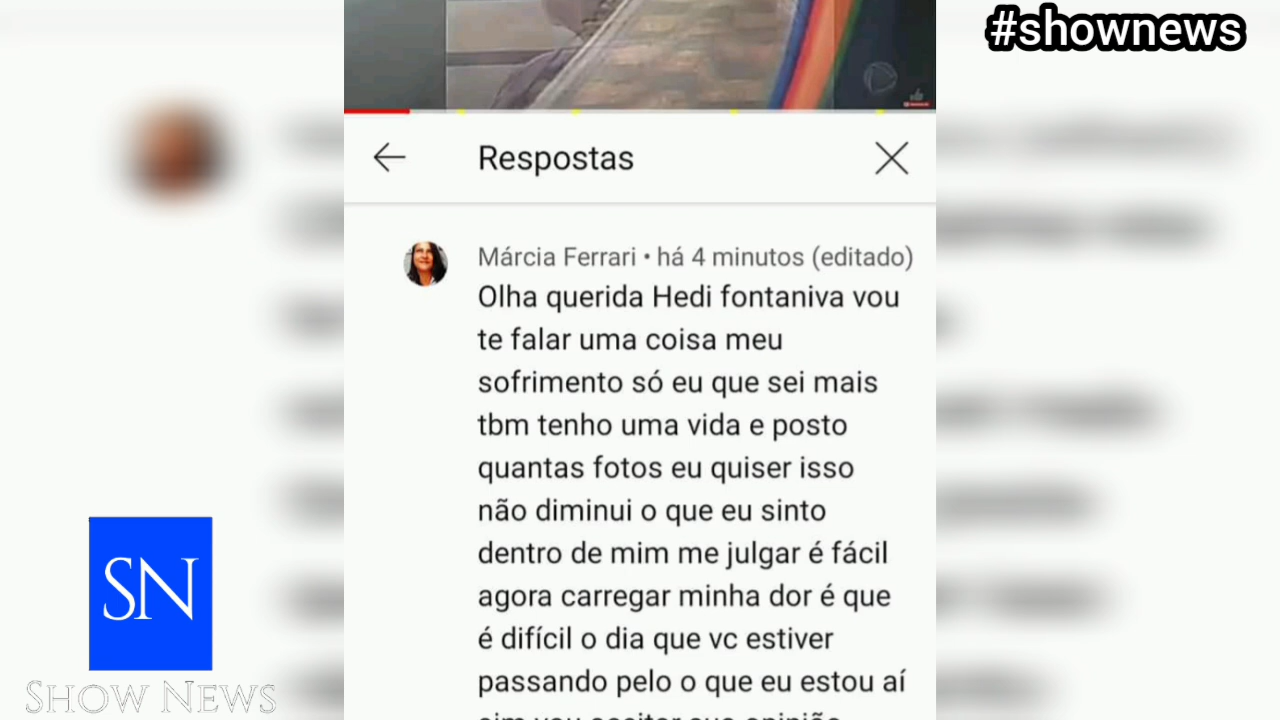 #shownews
Respostas
Márcia Ferrari • há 4 minutos (editado)
Olha querida Hedi fontaniva vou
te falar uma coisa meu
sofrimento só eu que sei mais
tbm tenho uma vida e posto
quantas fotos eu quiser isso
não diminui o que eu sinto
dentro de mim me julgar é fácil
agora carregar minha dor é que
é difícil o dia que vc estiver
passando pelo o que eu estou aí
SN
SHOW NEWS